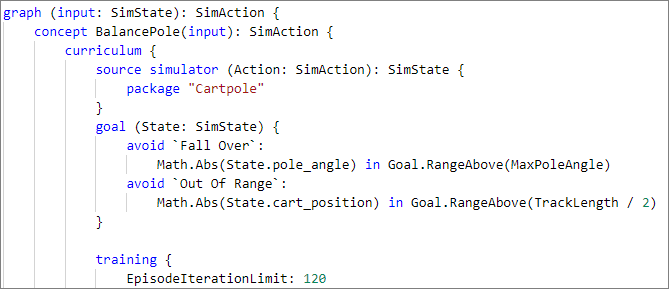 graph (input: SimState): SimAction {
    concept BalancePole(input): SimAction {
        curriculum {
            source simulator (Action: SimAction): SimState {
                package "Cartpole"
            }
            goal (State: SimState) {
                avoid `Fall Over`:
                    Math.Abs(State.pole_angle) in Goal.RangeAbove(MaxPoleAngle)
                avoid `Out Of Range`:
                    Math.Abs(State.cart_position) in Goal.RangeAbove(TrackLength / 2)
            }

            training {
                EpisodeIterationLimit: 120